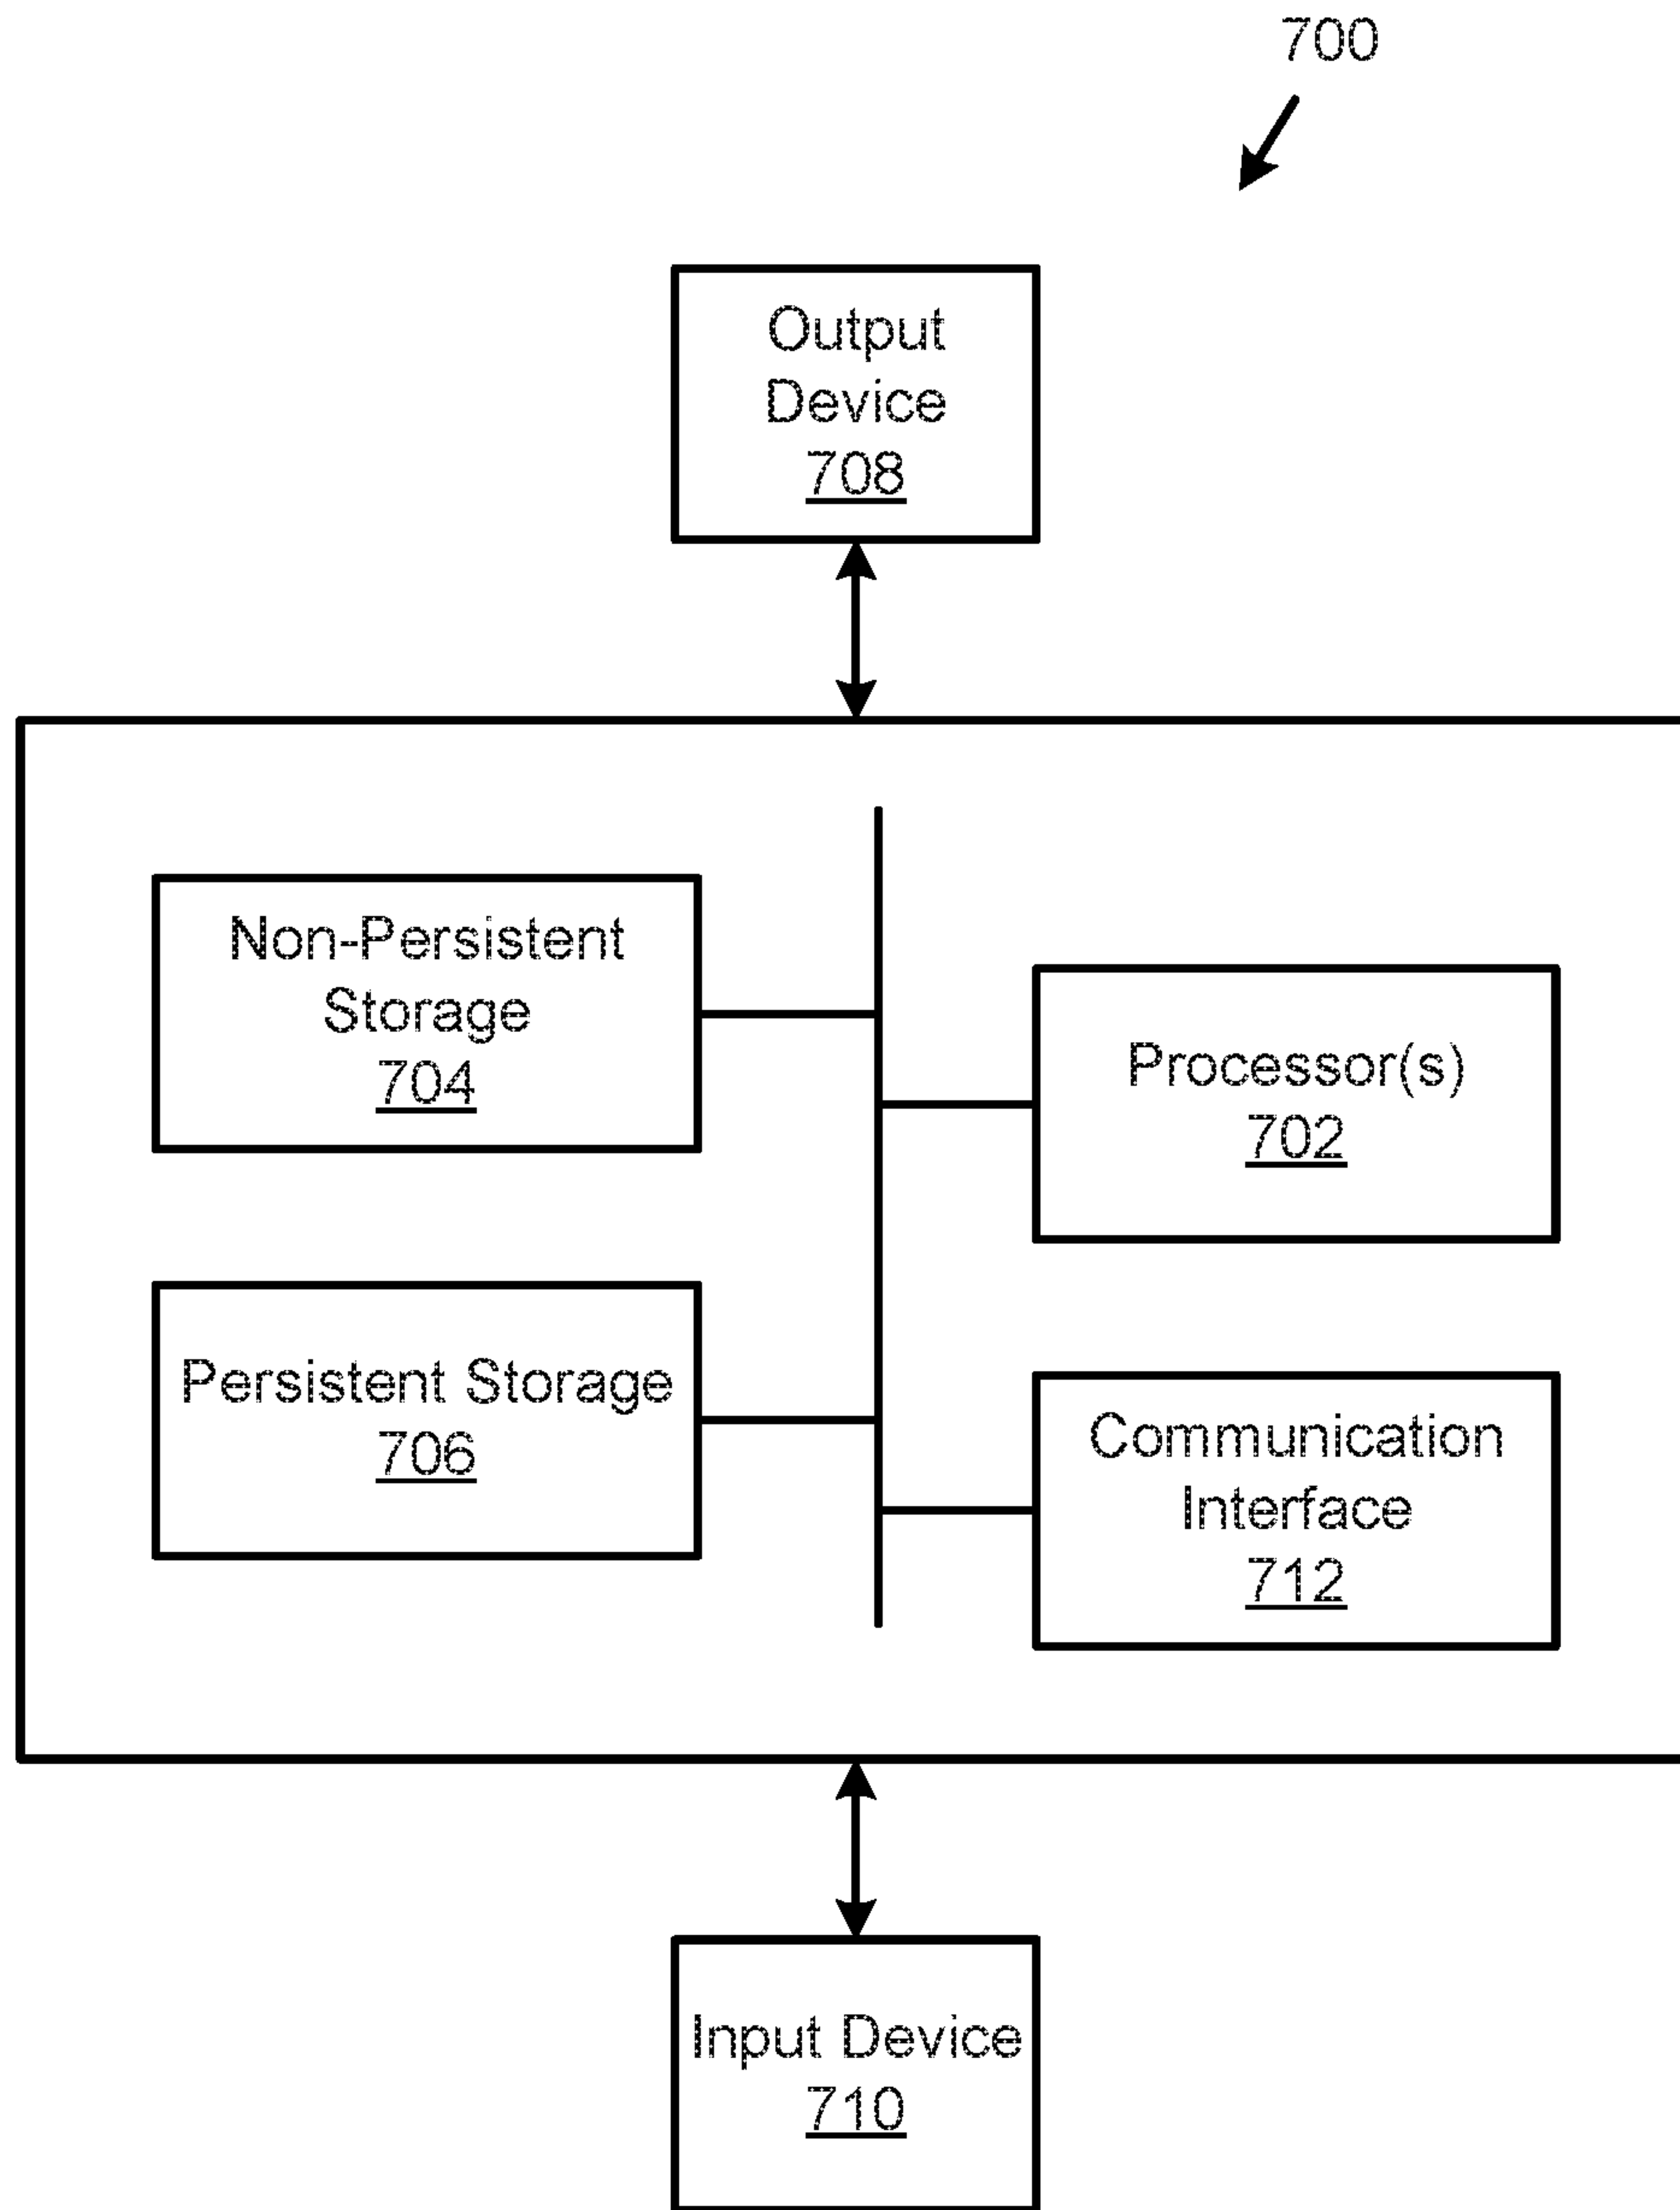 700
Output
Device
708
Non-Persistent
Storage
704
Processor(s)
702
Persistent Storage
706
Communication
Interface
712
Input Device
710